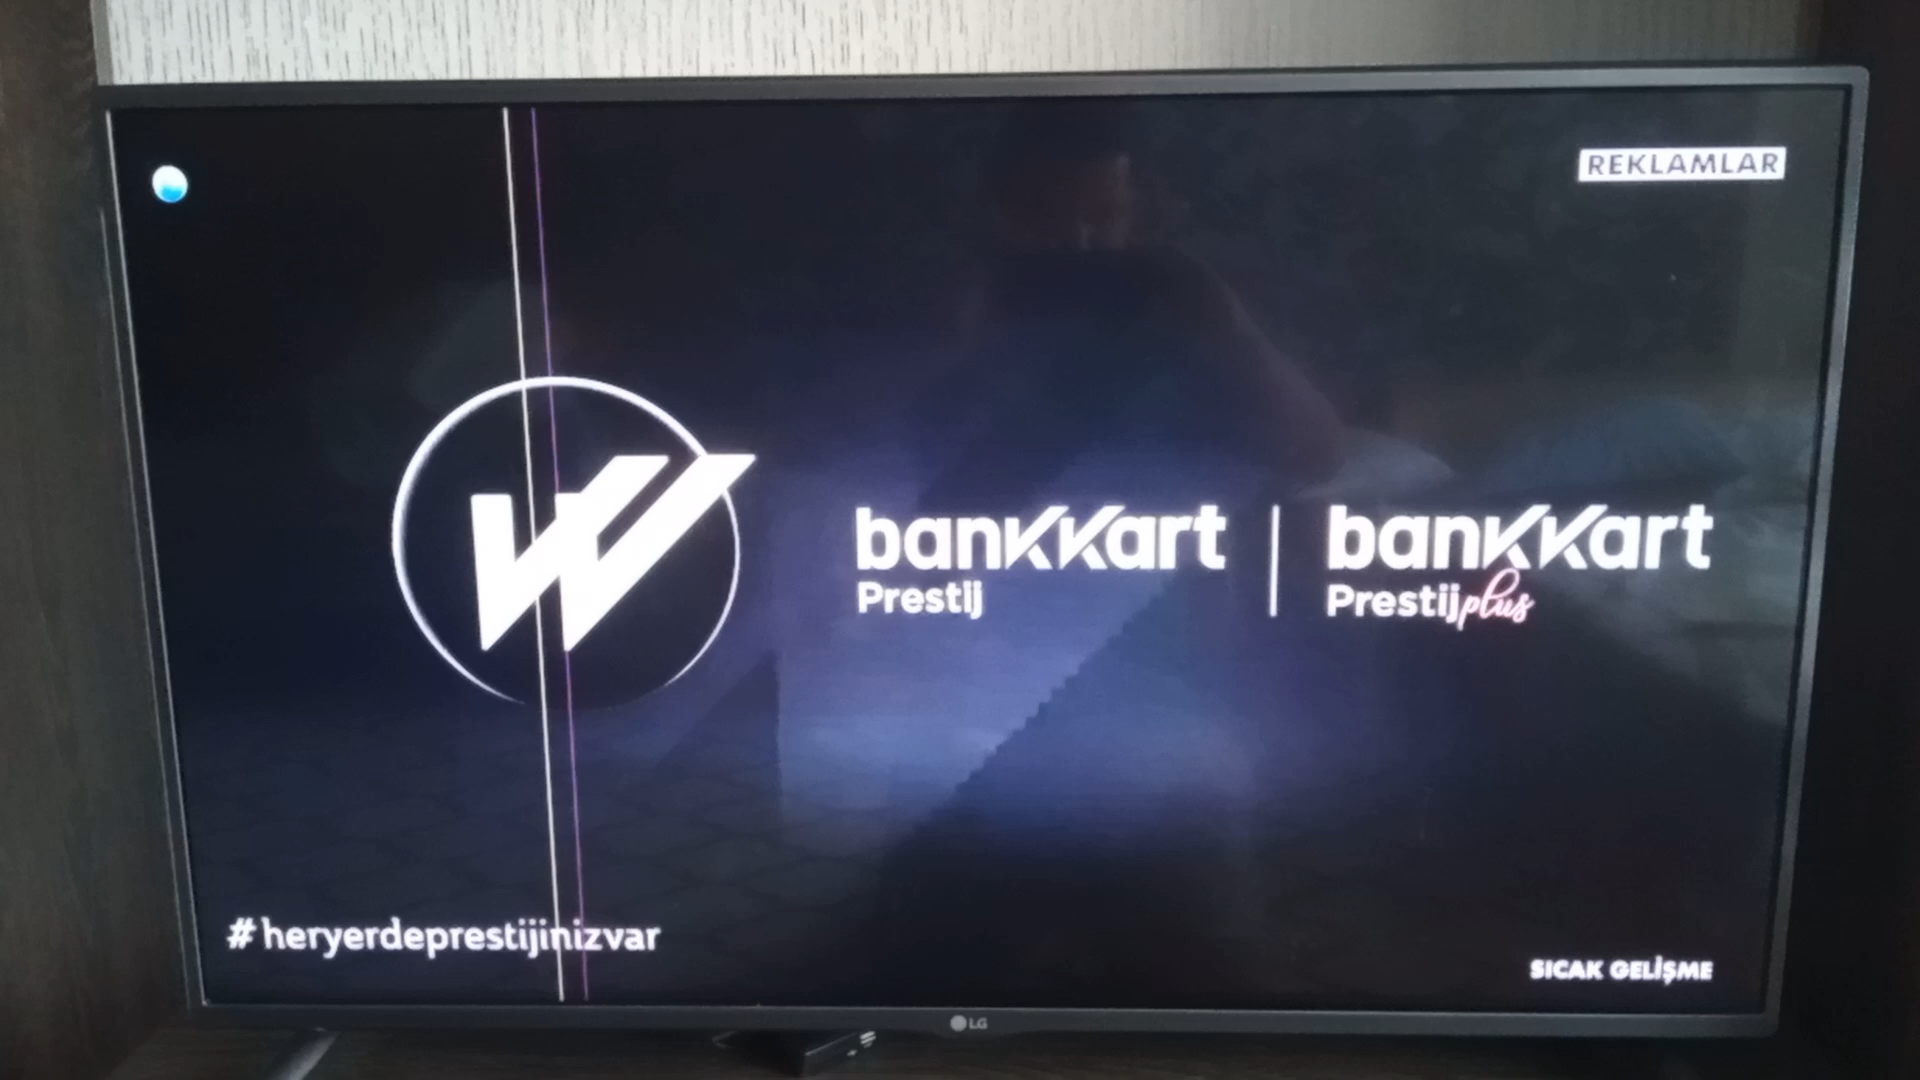 REKLAMLAR
bankkart
Prestij
bankkart
Prestijplus
#heryerdeprestijinizvar
SICAK GELİŞME
LG